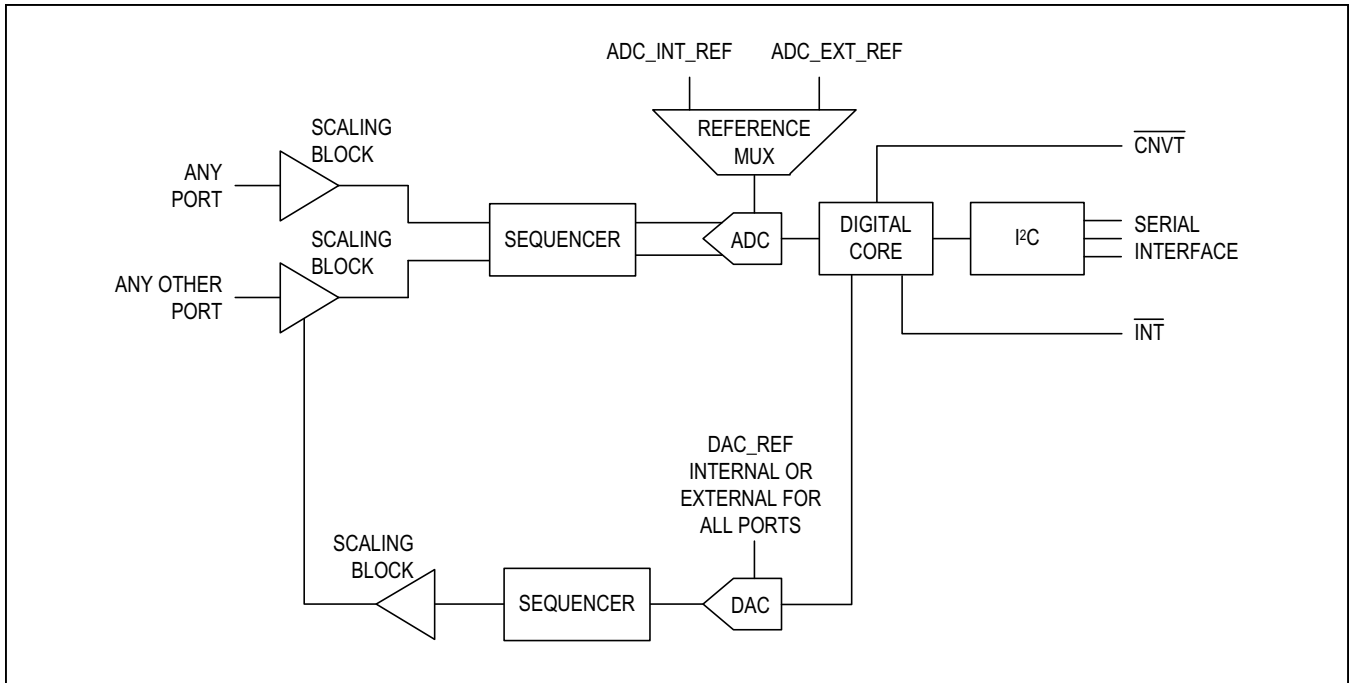 ADC_INT_REF
ADC_EXT_REF
REFERENCE
MUX
SCALING
BLOCK
ANY
PORT
SCALING
BLOCK
ANY OTHER
PORT
SEQUENCER
ADC
DIGITAL
CORE
I²C
CNVT
SERIAL
INTERFACE
INT
DAC_REF
INTERNAL OR
EXTERNAL FOR
ALL PORTS
SCALING
BLOCK
SEQUENCER
DAC